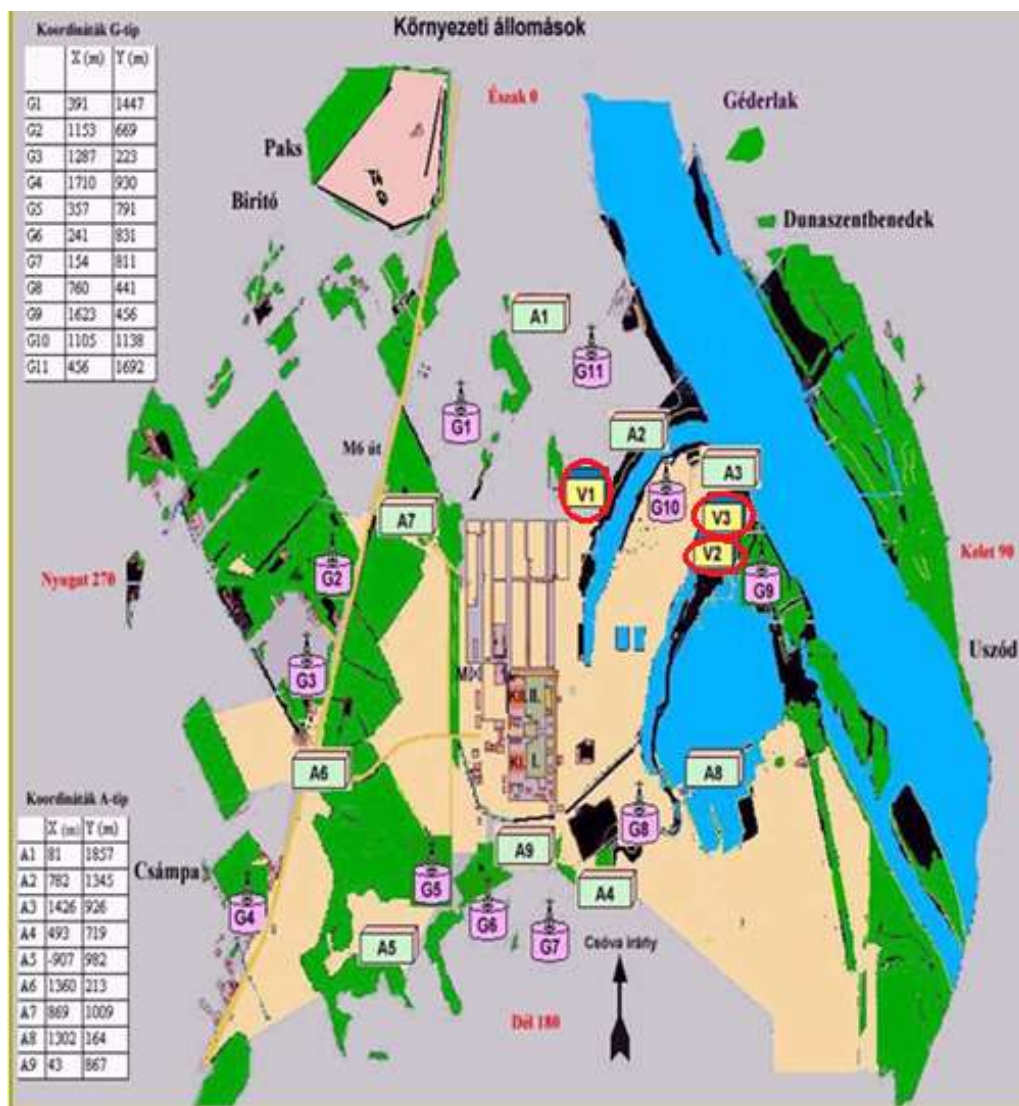 Környezeti állomások
Koordináták G-típ
X (m) Y (m)
G1 391 1447
G2 1153 669
G3 1287 223
G4 1710 930
G5 357 791
G6 241 831
G7 154 811
G8 760 441
G9 1623 456
G10 1105 1138
G11 456 1692
Észak 0
Géderlak
Paks
Biritó
Dunaszentbenedek
A1
G11
G1
A2
M6 út
A3
V1
G10
A7
V3
V2
Kelet 90
G2
Nyugat 270
G9
Uszód
G3
II.
I.
A6
A8
Koordináták A-típ
X (m) Y (m)
A1 81 1857
A2 782 1345
A3 1426 926
A4 493 719
A5 -907 982
A6 1360 213
A7 869 1009
A8 1302 164
A9 43 867
G8
A9
Csámpa
G5
A4
G4
G6
A5
G7
Csóva irány
Dél 180